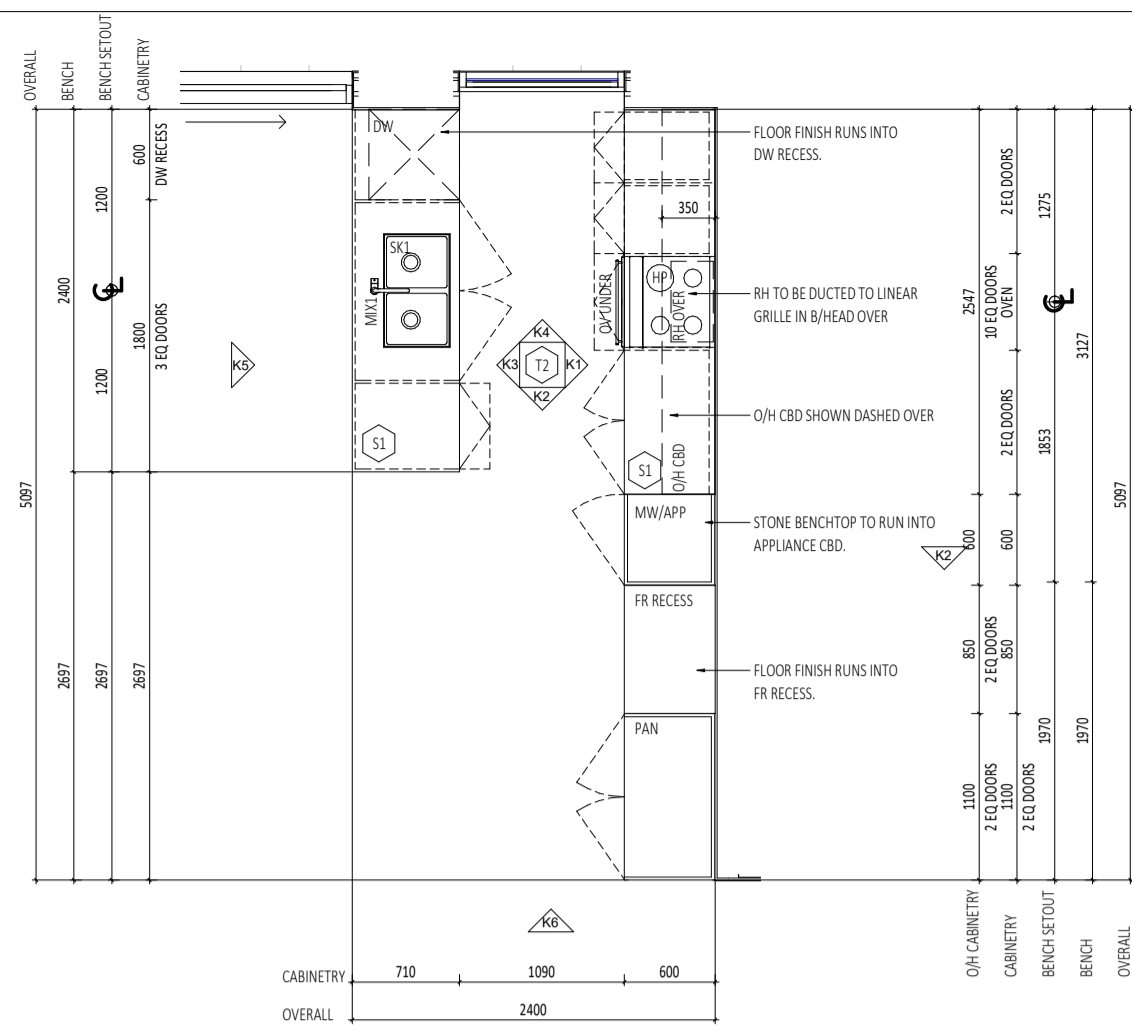 OVERALL
BENCH
BENCH SETOUT
CABINETRY
5097
2400
2697
1200
1200
2697
600
DW RECESS
1800
3 EQ DOORS
2697
K5
DW
SK1
MIX1
S1
K4
K3
T2
K1
K2
350
HP
OV UNDER
RH OVER
S1
O/H CBD
MW/APP
FR RECESS
PAN
FLOOR FINISH RUNS INTO
DW RECESS.
RH TO BE DUCTED TO LINEAR
GRILLE IN B/HEAD OVER
O/H CBD SHOWN DASHED OVER
STONE BENCHTOP TO RUN INTO
APPLIANCE CBD.
FLOOR FINISH RUNS INTO
FR RECESS.
K2
2547
10 EQ DOORS
600
850
2 EQ DOORS
1100
2 EQ DOORS
2 EQ DOORS
OVEN
2 EQ DOORS
600
850
1100
2 EQ DOORS
1275
1853
1970
3127
1970
5097
O/H CABINETRY
CABINETRY
BENCH SETOUT
BENCH
OVERALL
K6
CABINETRY
710
1090
600
OVERALL
2400